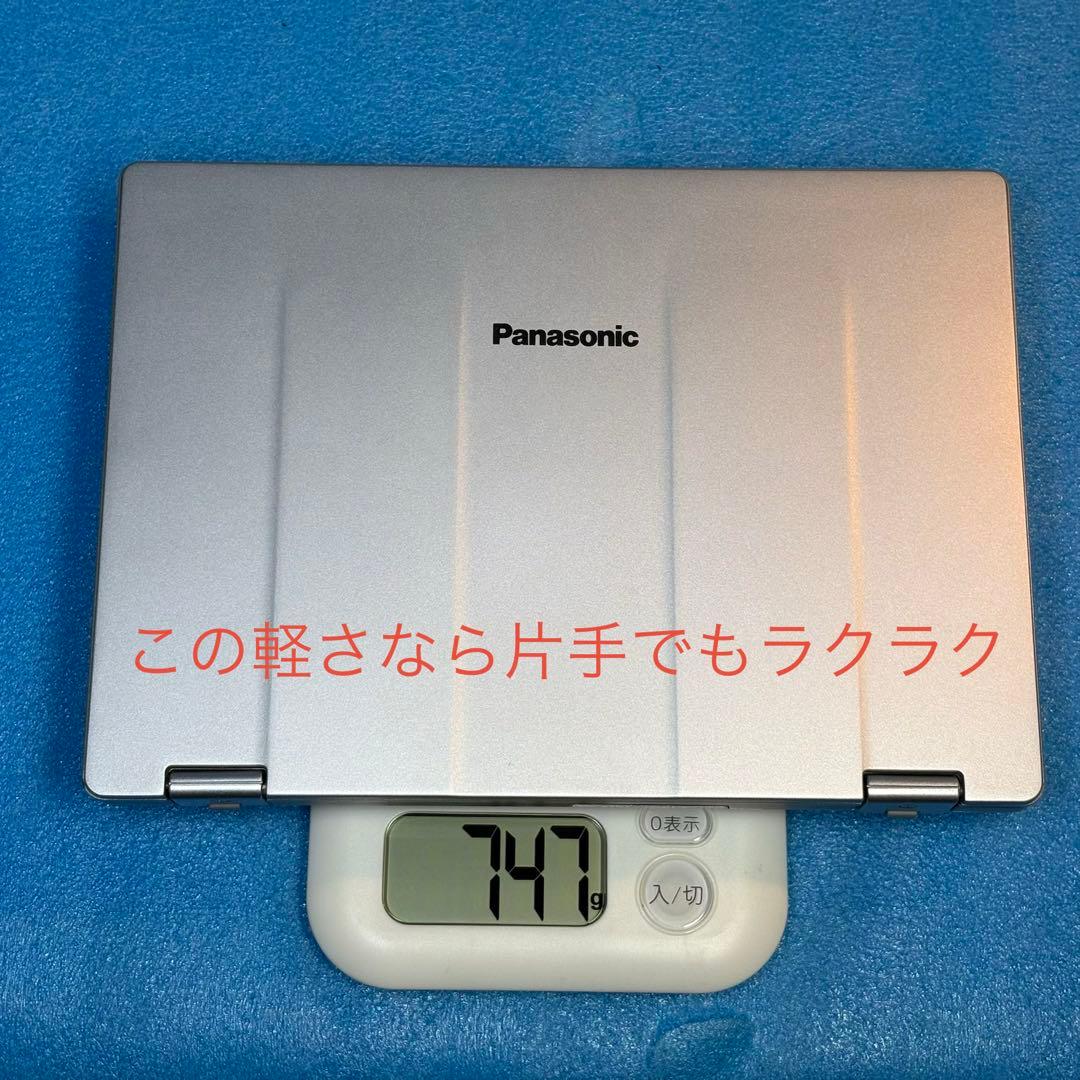 Panasonic
この軽さなら片手でもラクラク
0表示
747g
入/切